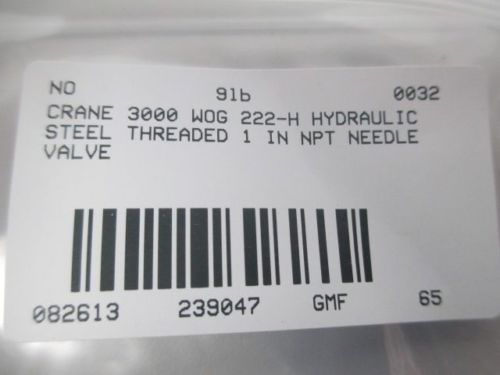 NO 91b 0032
CRANE 3000 WOG 222-H HYDRAULIC
STEEL THREADED 1 IN NPT NEEDLE
VALVE
082613 239047 GMF 65